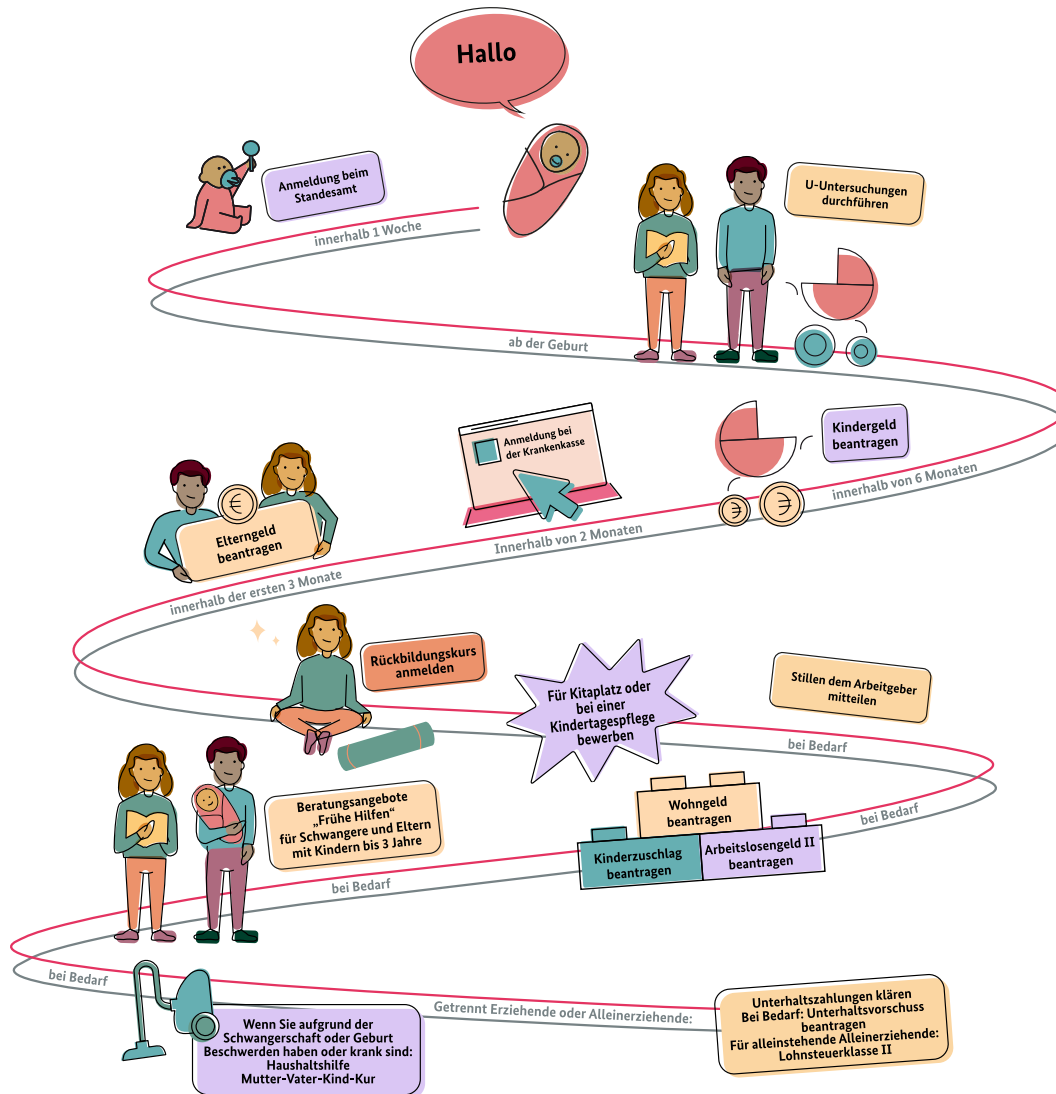 Hallo
Anmeldung beim
Standesamt
innerhalb 1 Woche
U-Untersuchungen
durchführen
ab der Geburt
Kindergeld
beantragen
innerhalb von 6 Monaten
Anmeldung bei
der Krankenkasse
Innerhalb von 2 Monaten
Elterngeld
beantragen
innerhalb der ersten 3 Monate
Rückbildungskurs
anmelden
Für Kitaplatz oder
bei einer
Kindertagespflege
bewerben
Stillen dem Arbeitgeber
mitteilen
bei Bedarf
Wohngeld
beantragen
Kinderzuschlag
beantragen
Arbeitslosengeld II
beantragen
bei Bedarf
Beratungsangebote
„Frühe Hilfen“
für Schwangere und Eltern
mit Kindern bis 3 Jahre
bei Bedarf
bei Bedarf
Wenn Sie aufgrund der
Schwangerschaft oder Geburt
Beschwerden haben oder krank sind:
Haushaltshilfe
Mutter-Vater-Kind-Kur
Getrennt Erziehende oder Alleinerziehende:
Unterhaltszahlungen klären
Bei Bedarf: Unterhaltsvorschuss
beantragen
Für alleinstehende Alleinerziehende:
Lohnsteuerklasse II